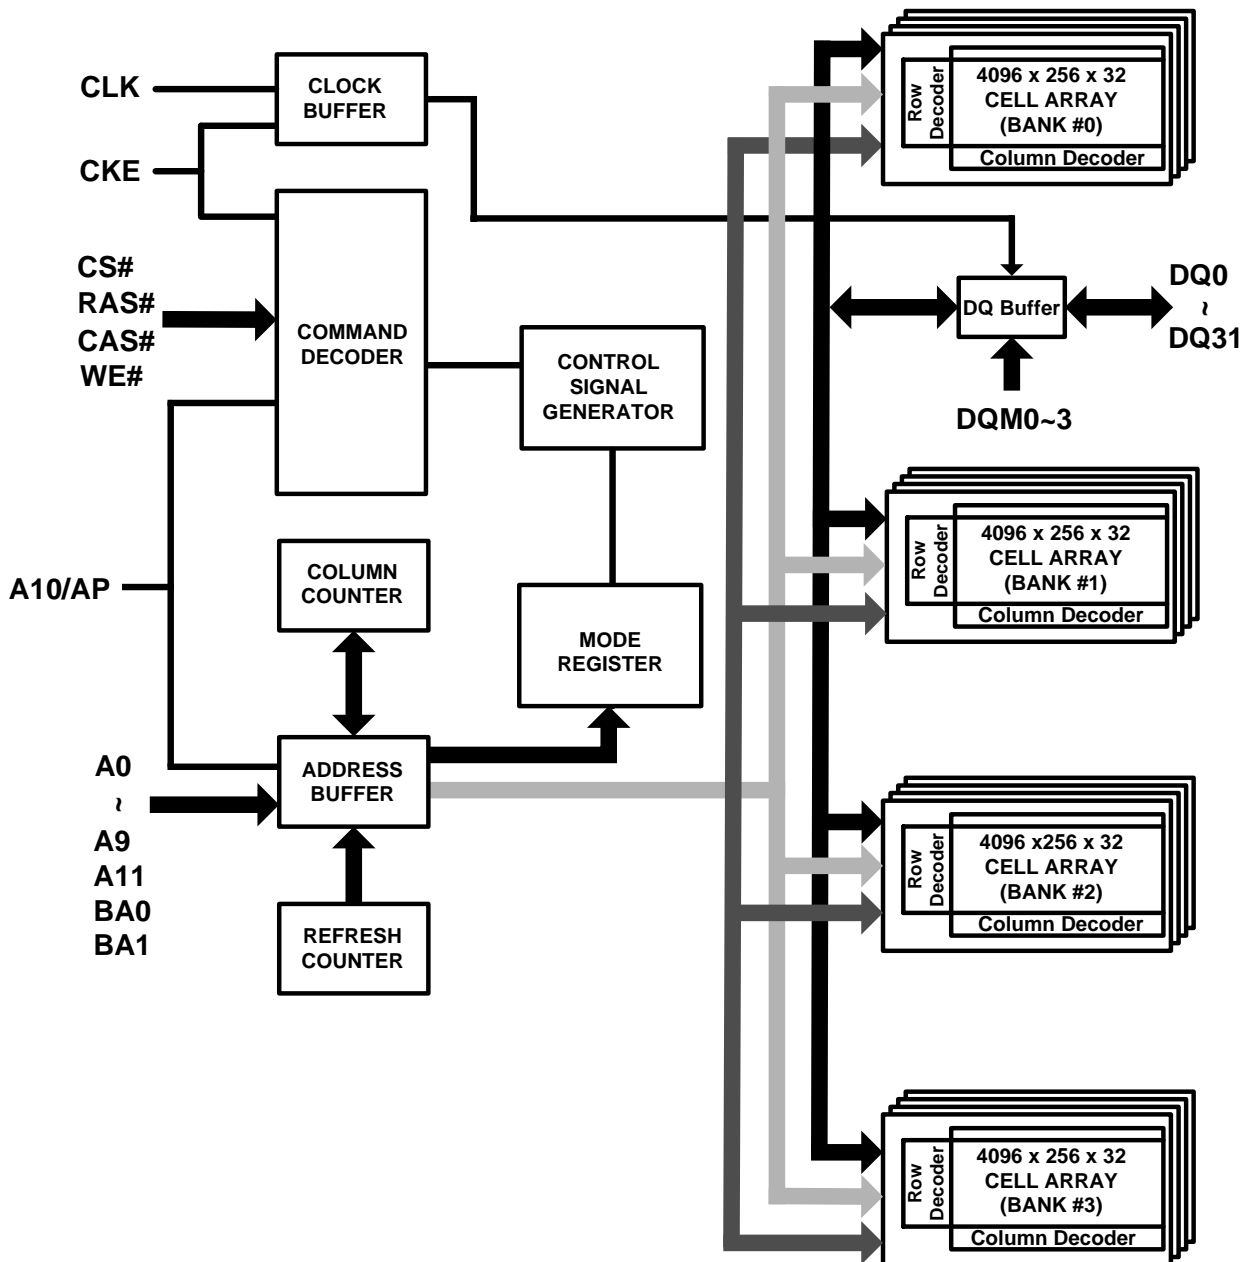 CLK
CKE
CS#
RAS#
CAS#
WE#
A10/AP
A0
~
A9
A11
BA0
BA1
CLOCK
BUFFER
COMMAND
DECODER
COLUMN
COUNTER
ADDRESS
BUFFER
REFRESH
COUNTER
CONTROL
SIGNAL
GENERATOR
MODE
REGISTER
Row
Decoder
4096 x 256 x 32
CELL ARRAY
(BANK #0)
Column Decoder
DQ Buffer
DQ0
~
DQ31
DQM0~3
Row
Decoder
4096 x 256 x 32
CELL ARRAY
(BANK #1)
Column Decoder
Row
Decoder
4096 x256 x 32
CELL ARRAY
(BANK #2)
Column Decoder
Row
Decoder
4096 x 256 x 32
CELL ARRAY
(BANK #3)
Column Decoder